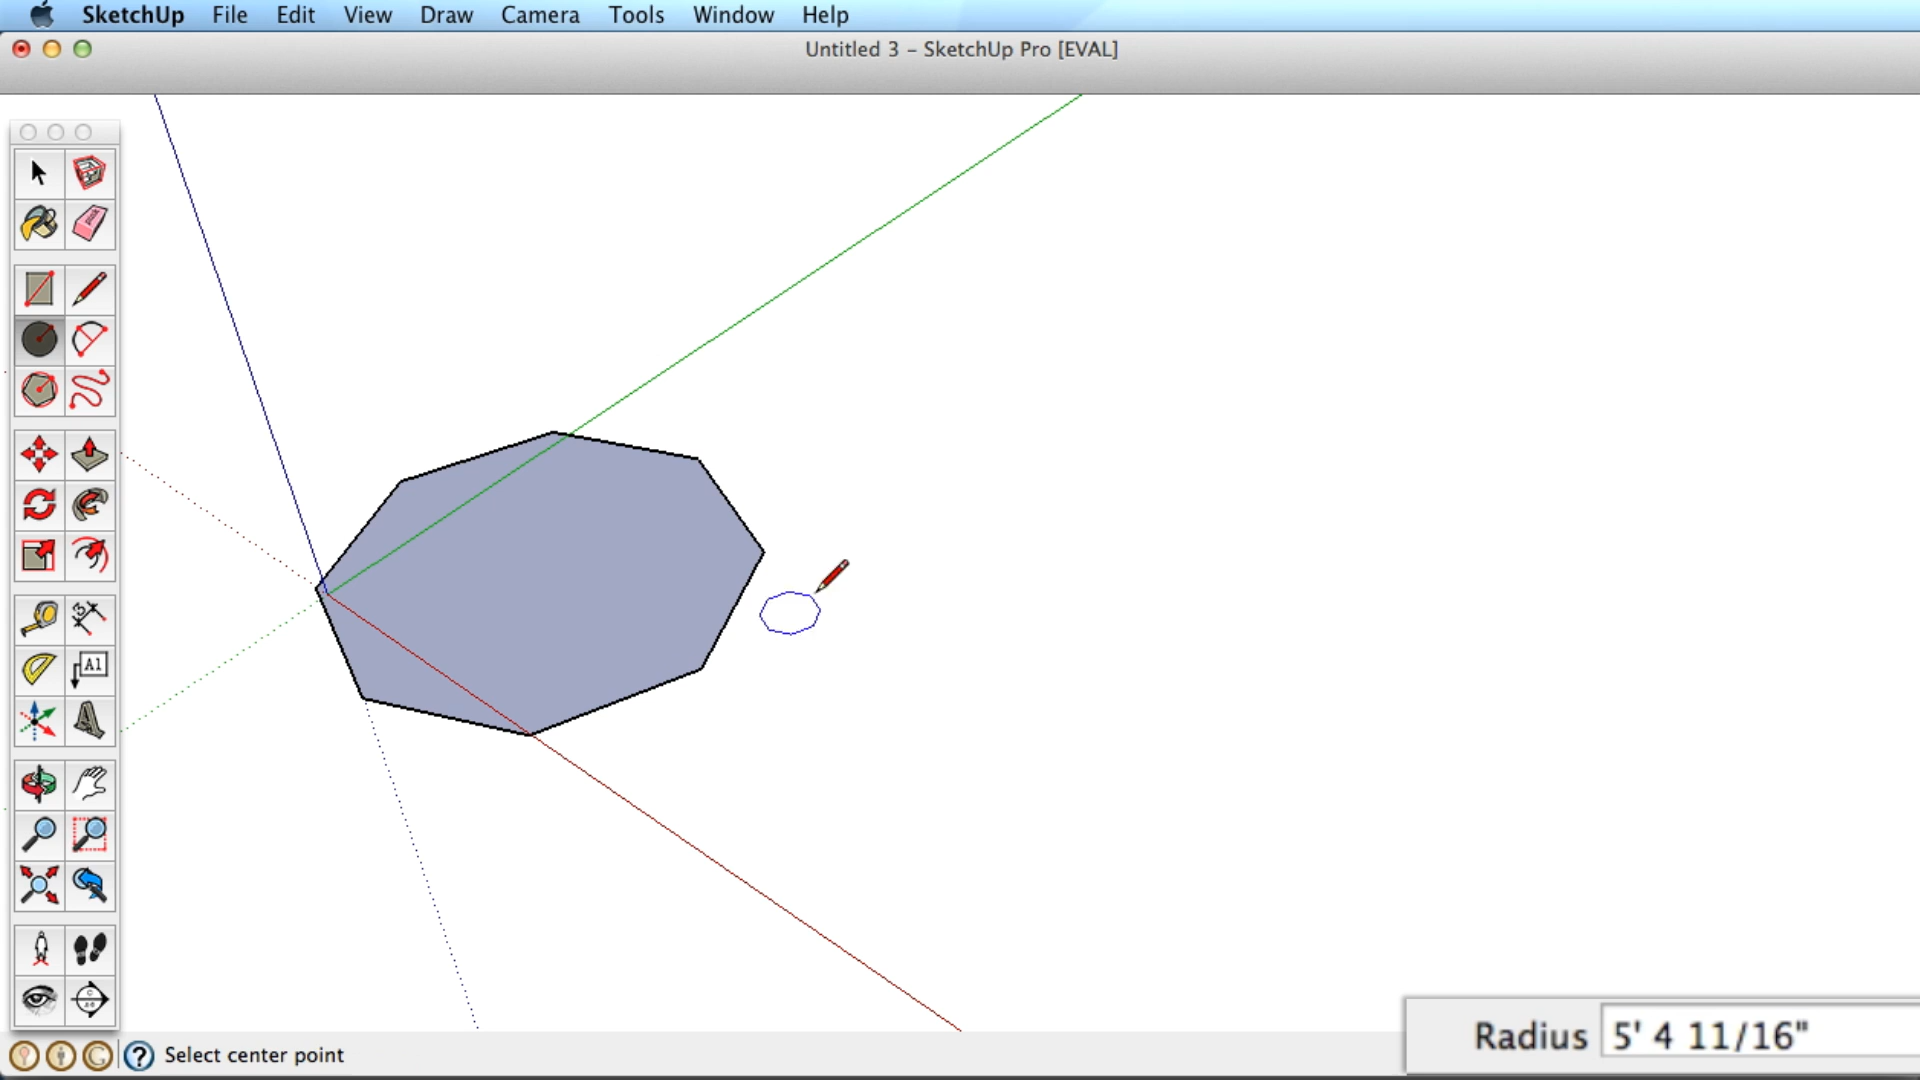 SketchUp File Edit View Draw Camera Tools Window Help
Untitled 3 – SketchUp Pro [EVAL]
A1
Select center point
Radius 5' 4 11/16"